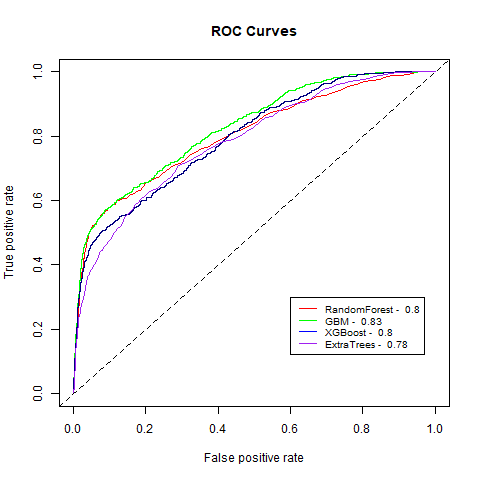 ROC Curves
True positive rate
1.0
0.8
0.6
0.4
0.2
0.0
RandomForest - 0.8
GBM - 0.83
XGBoost - 0.8
ExtraTrees - 0.78
0.0 0.2 0.4 0.6 0.8 1.0
False positive rate